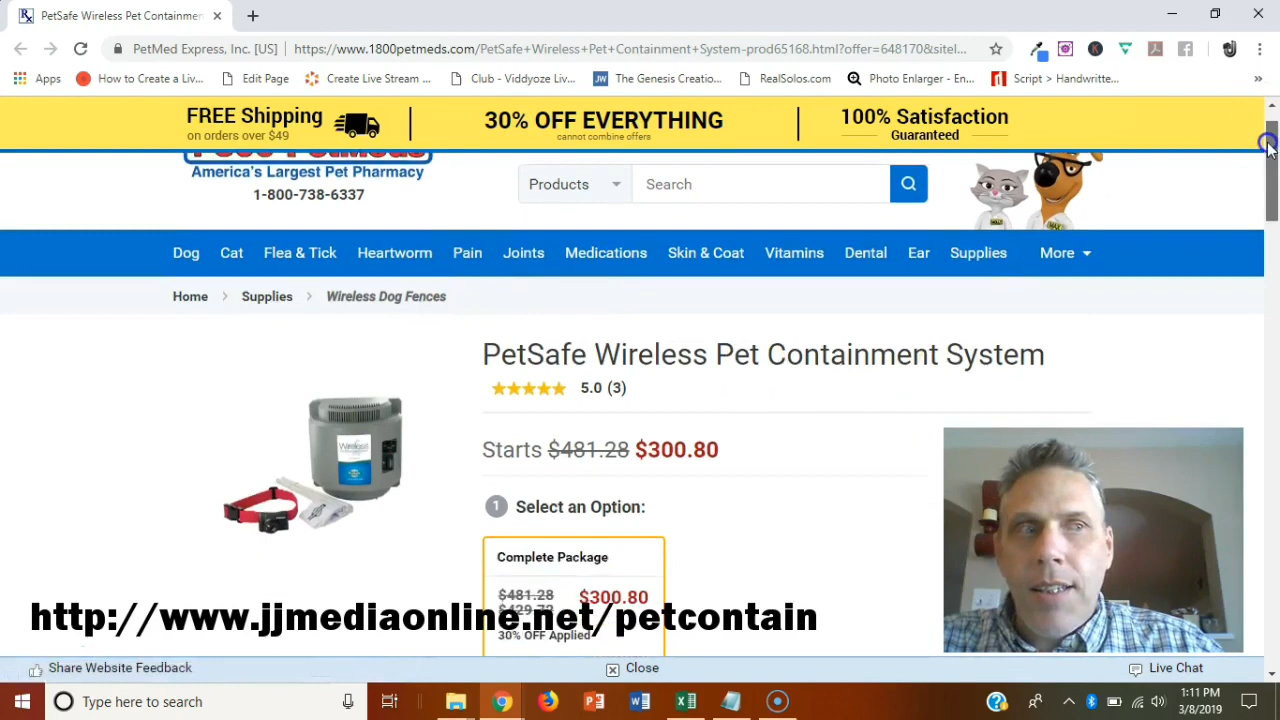 PetSafe Wireless Pet Containmen
PetMed Express, Inc. [US]
https://www.1800petmeds.com/PetSafe+Wireless+Pet+Containment+System-prod65168.html?offer=648170&sitel...
Apps
How to Create a Liv...
Edit Page
Create Live Stream ...
Club - Viddyoze Live...
JW
The Genesis Creatio...
RealSolos.com
Photo Enlarger - En...
Script > Handwritte...
»
FREE Shipping
on orders over $49
30% OFF EVERYTHING
cannot combine offers
100% Satisfaction
Guaranteed
America's Largest Pet Pharmacy
1-800-738-6337
Products
Search
Dog
Cat
Flea & Tick
Heartworm
Pain
Joints
Medications
Skin & Coat
Vitamins
Dental
Ear
Supplies
More
Home > Supplies > Wireless Dog Fences
PetSafe Wireless Pet Containment System
5.0 (3)
Starts $481.28 $300.80
1 Select an Option:
Wireless
Complete Package
$481.28
$300.80
$429.72
http://www.jjmediaonline.net/petcontain
30% OFF Applied
Share Website Feedback
Close
Live Chat
Type here to search
1:11 PM
3/8/2019